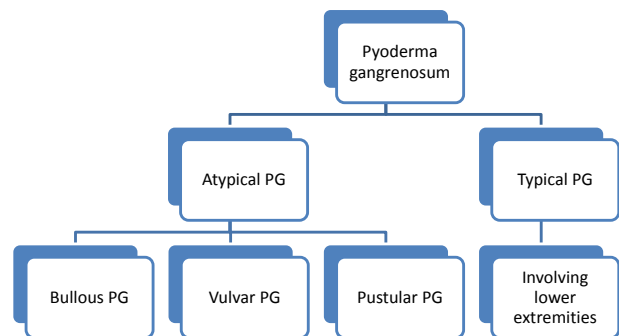 Pyoderma
gangrenosum
Atypical PG
Typical PG
Bullous PG
Vulvar PG
Pustular PG
Involving
lower
extremities